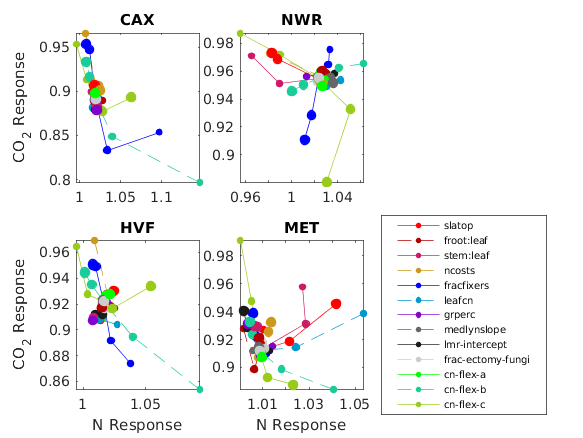 CAX
NWR
0.95
0.9
0.85
0.8
CO2 Response
1
1.05
1.1
0.98
0.96
0.94
0.92
0.9
0.96
1
1.04
HVF
MET
0.96
0.94
0.92
0.9
0.88
0.86
CO2 Response
1
1.05
N Response
0.98
0.96
0.94
0.92
0.9
1.01
1.03
1.05
N Response
slatop
froot:leaf
stem:leaf
ncosts
fracfixers
leafcn
grperc
medlynslope
lmr-intercept
frac-ectomy-fungi
cn-flex-a
cn-flex-b
cn-flex-c